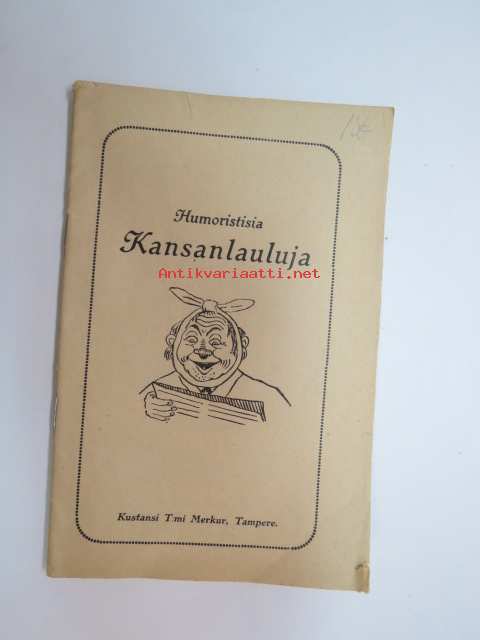 Humoristisia
Kansanlauluja
Antikvariaatti.net
Kustansi T:mi Merkur, Tampere.